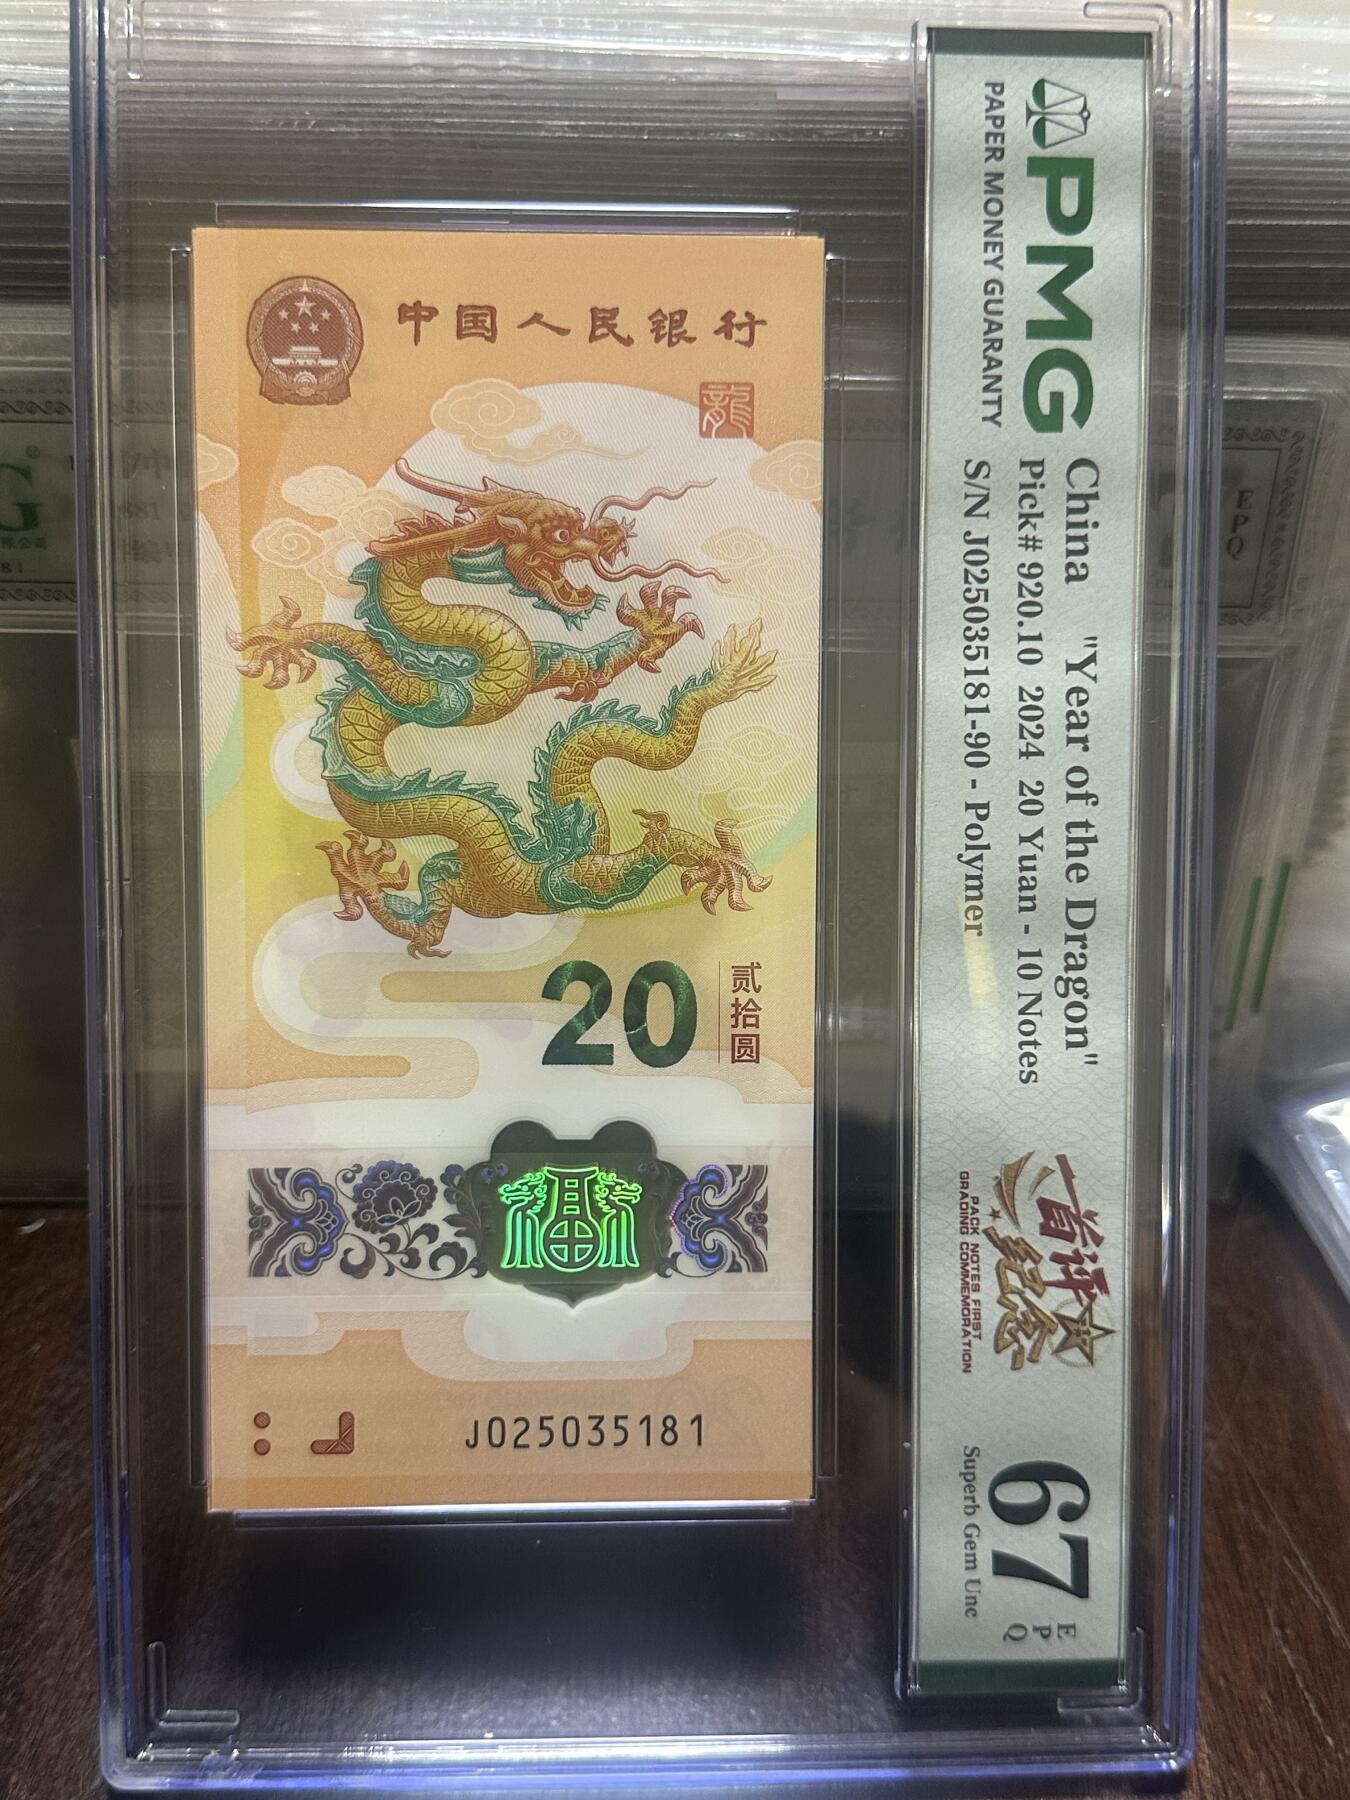 中国人民银行
龍
20
贰拾圆
J025035181
PMG
PAPER MONEY GUARANTY
China "Year of the Dragon"
Pick# 920.10 2024 20 Yuan - 10 Notes
S/N J025035181-90 - Polymer
首评
纪念
PACK NOTES FIRST
GRADING COMMEMORATION
67
EPQ
Superb Gem Unc
G®
EPQ